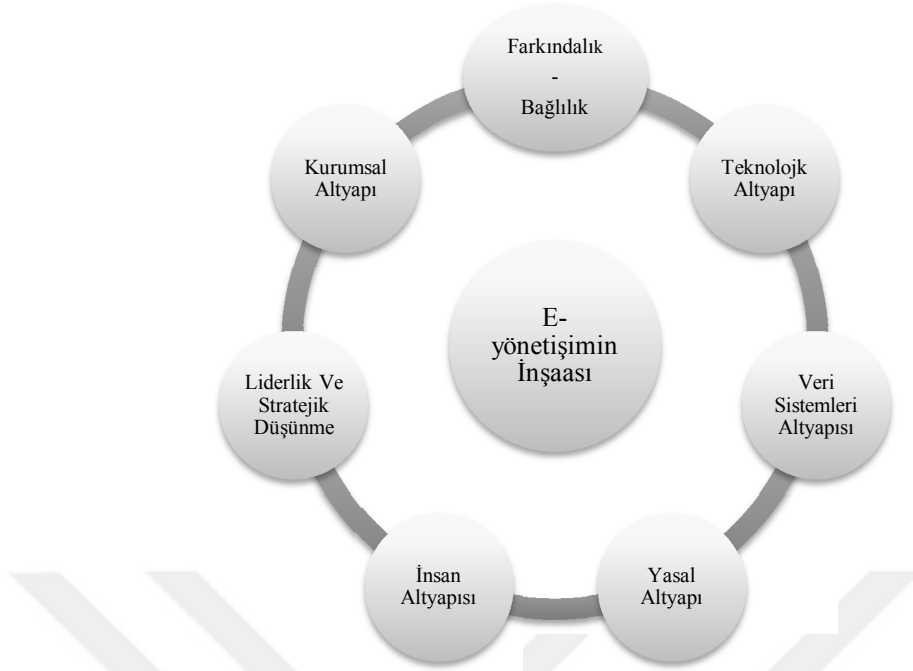 Farkındalık
-
Bağlılık
Teknolojk
Altyapı
Veri
Sistemleri
Altyapısı
Yasal
Altyapı
İnsan
Altyapısı
Liderlik Ve
Stratejik
Düşünme
Kurumsal
Altyapı
E-
yönetişimin
İnşaası